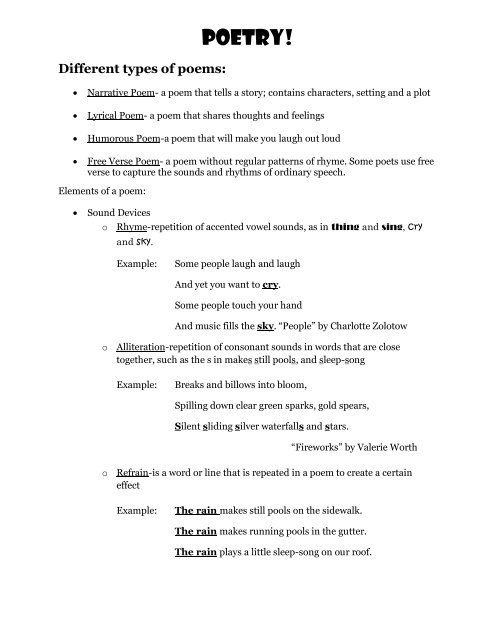 POETRY!
Different types of poems:
• Narrative Poem- a poem that tells a story; contains characters, setting and a plot
• Lyrical Poem- a poem that shares thoughts and feelings
• Humorous Poem-a poem that will make you laugh out loud
• Free Verse Poem- a poem without regular patterns of rhyme. Some poets use free
verse to capture the sounds and rhythms of ordinary speech.
Elements of a poem:
• Sound Devices
o Rhyme-repetition of accented vowel sounds, as in thing and sing, Cry
and sky.
Example: Some people laugh and laugh
And yet you want to cry.
Some people touch your hand
And music fills the sky. “People” by Charlotte Zolotow
o Alliteration-repetition of consonant sounds in words that are close
together, such as the s in makes still pools, and sleep-song
Example: Breaks and billows into bloom,
Spilling down clear green sparks, gold spears,
Silent sliding silver waterfalls and stars.
“Fireworks” by Valerie Worth
o Refrain-is a word or line that is repeated in a poem to create a certain
effect
Example: The rain makes still pools on the sidewalk.
The rain makes running pools in the gutter.
The rain plays a little sleep-song on our roof.